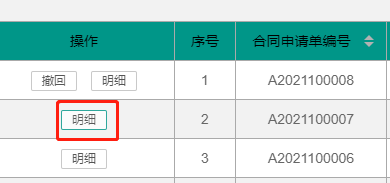 操作 序号 合同申请单编号
撤回 明细 1 A2021100008
明细 2 A2021100007
明细 3 A2021100006